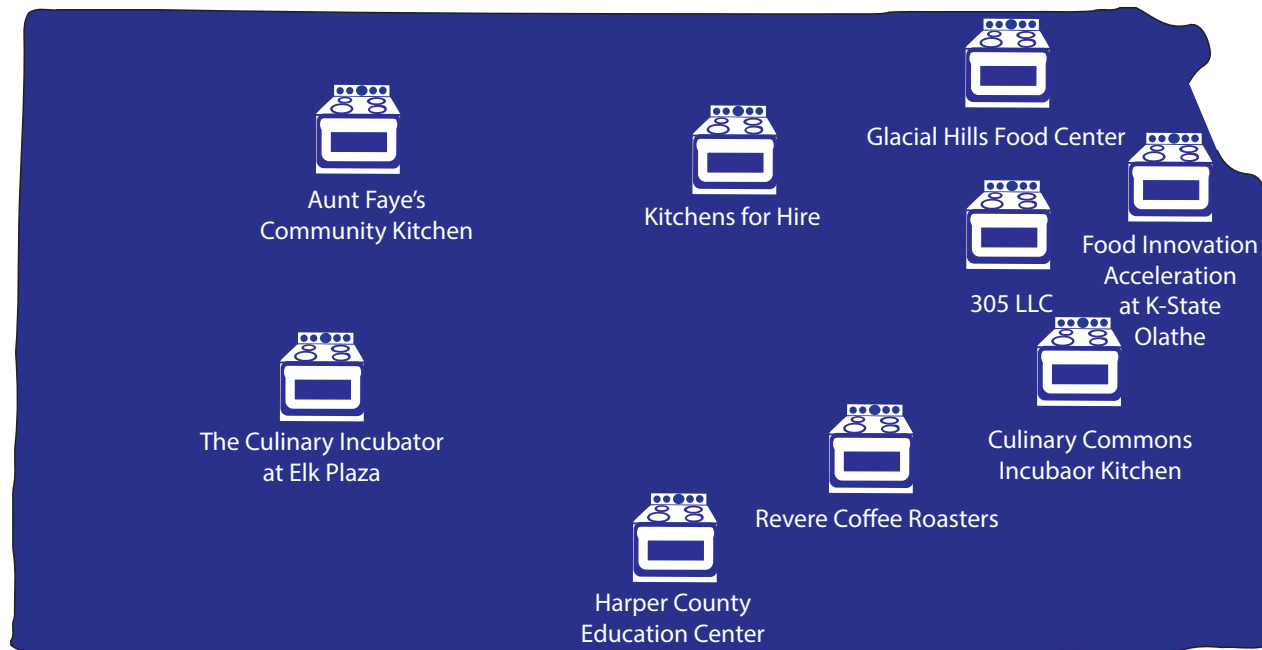 Glacial Hills Food Center
Aunt Faye's
Community Kitchen
Kitchens for Hire
Food Innovation
Acceleration
at K-State
Olathe
305 LLC
The Culinary Incubator
at Elk Plaza
Culinary Commons
Incubaor Kitchen
Revere Coffee Roasters
Harper County
Education Center